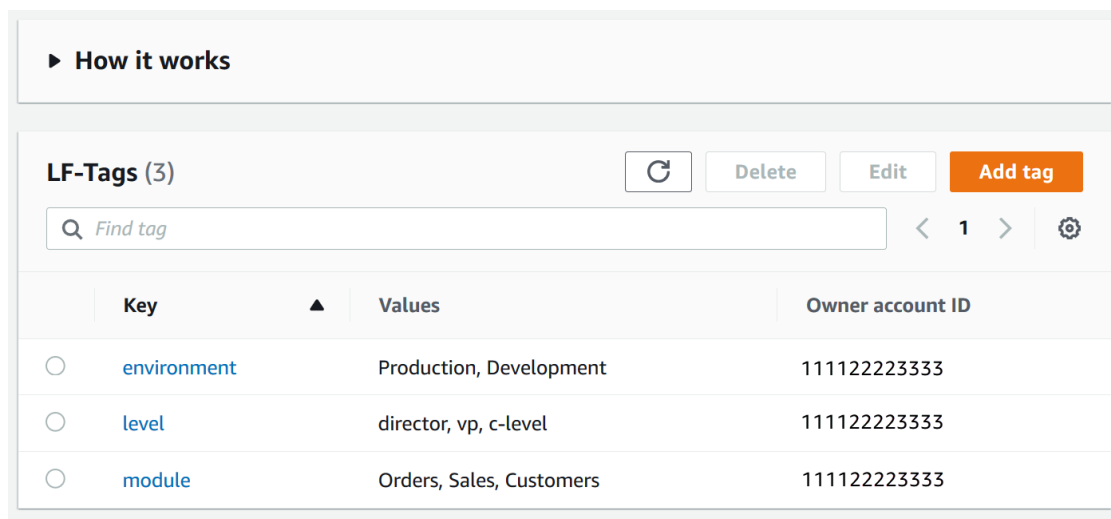 How it works
LF-Tags (3) Delete Edit Add tag
Find tag 1
Key Values Owner account ID
environment Production, Development 111122223333
level director, vp, c-level 111122223333
module Orders, Sales, Customers 111122223333